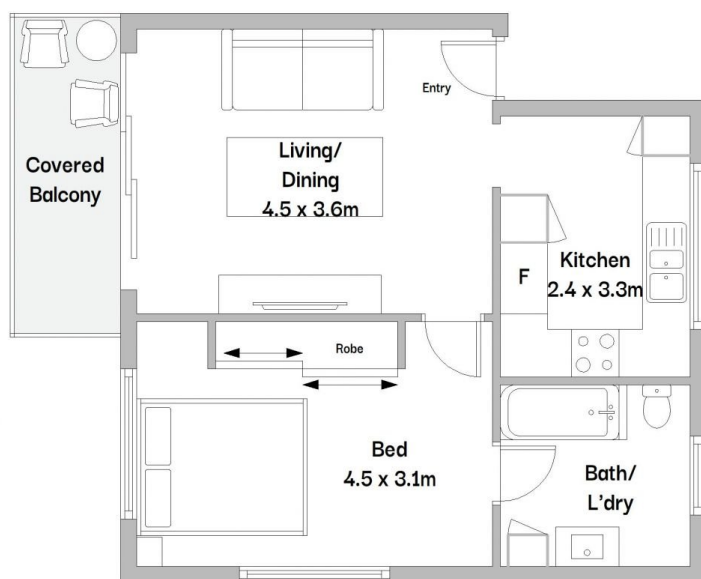 Entry
Living/
Dining
4.5 x 3.6m
Covered
Balcony
Kitchen
2.4 x 3.3m
F
Robe
Bed
4.5 x 3.1m
Bath/
L'dry